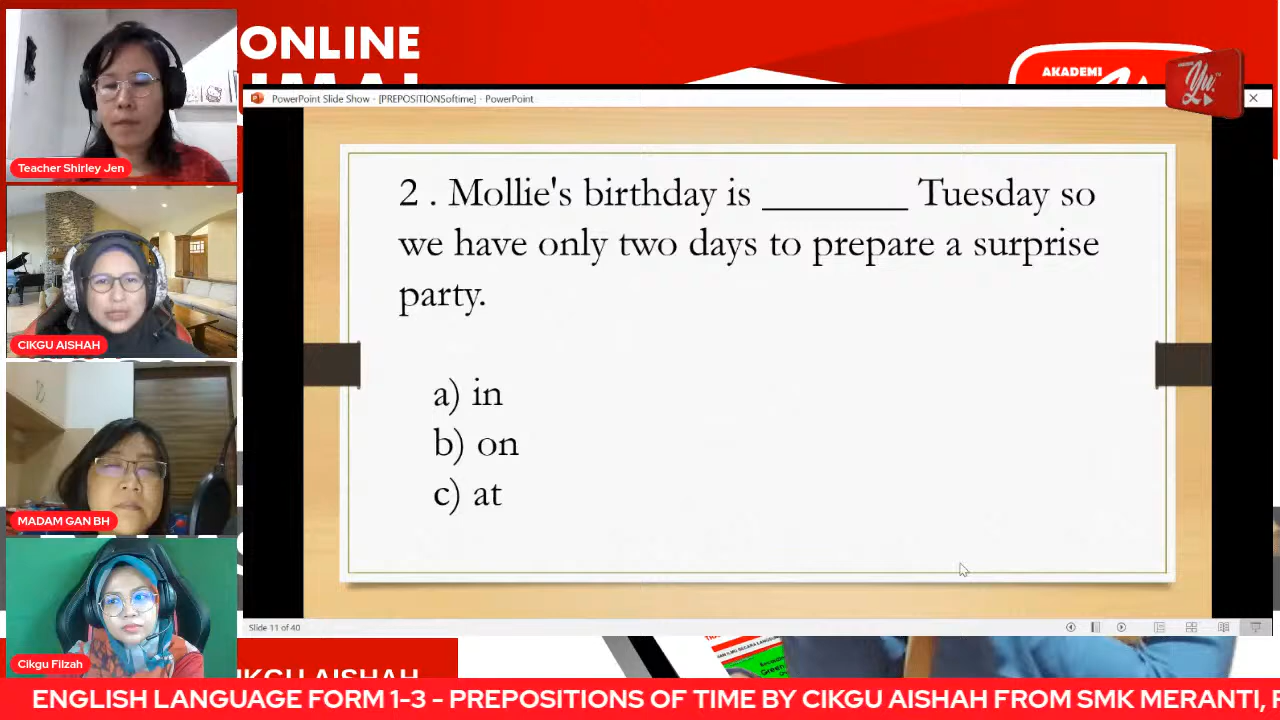 ONLINE
AKADEMI
Yu
PowerPoint Slide Show - [PREPOSITIONSoftime] - PowerPoint
Teacher Shirley Jen
2 . Mollie's birthday is _______ Tuesday so
we have only two days to prepare a surprise
party.
CIKGU AISHAH
a) in
b) on
c) at
MADAM GAN BH
Slide 11 of 40
Cikgu Filzah
ENGLISH LANGUAGE FORM 1-3 - PREPOSITIONS OF TIME BY CIKGU AISHAH FROM SMK MERANTI,